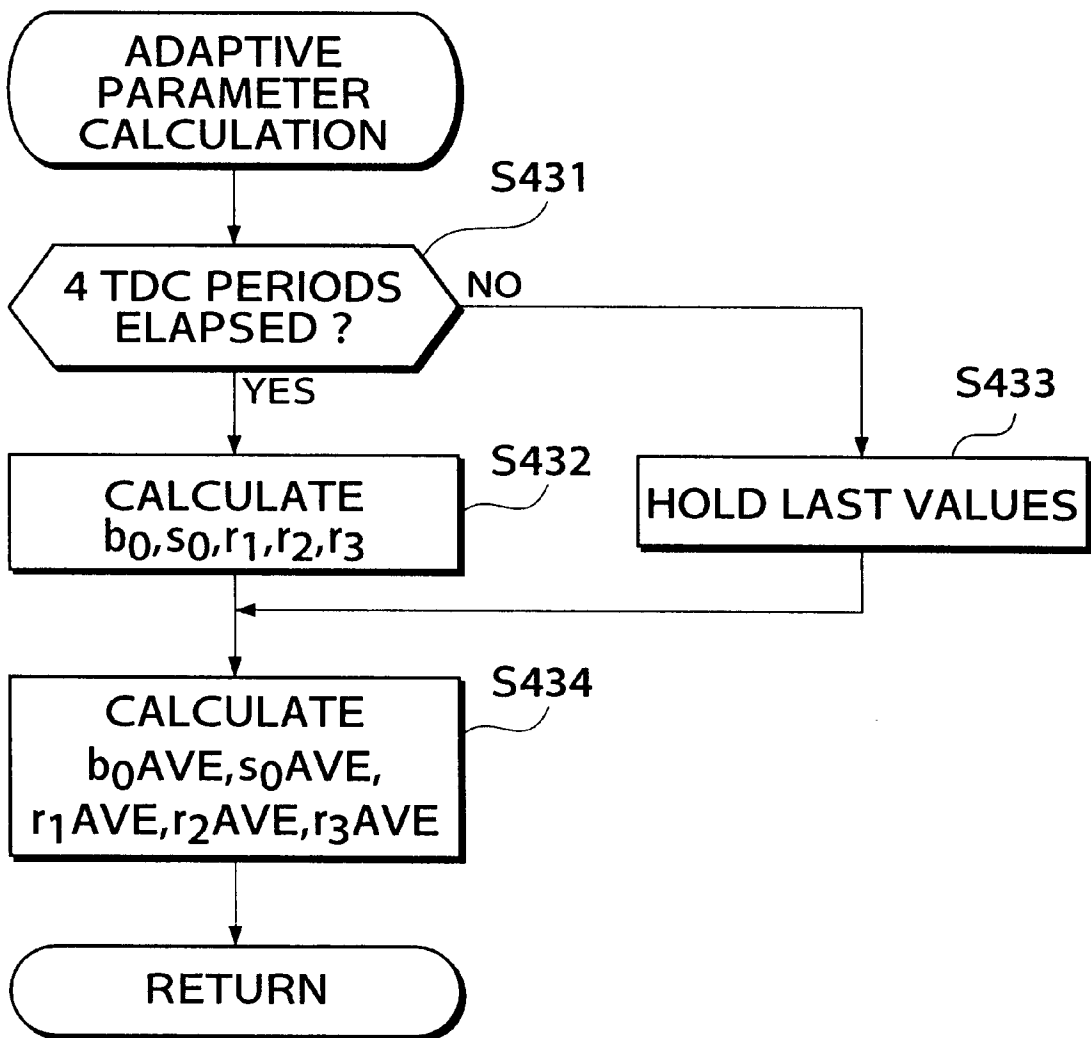 ADAPTIVE
PARAMETER
CALCULATION
S431
4 TDC PERIODS
ELAPSED ?
NO
YES
S433
HOLD LAST VALUES
S432
CALCULATE
b0,s0,r1,r2,r3
S434
CALCULATE
b0AVE,s0AVE,
r1AVE,r2AVE,r3AVE
RETURN